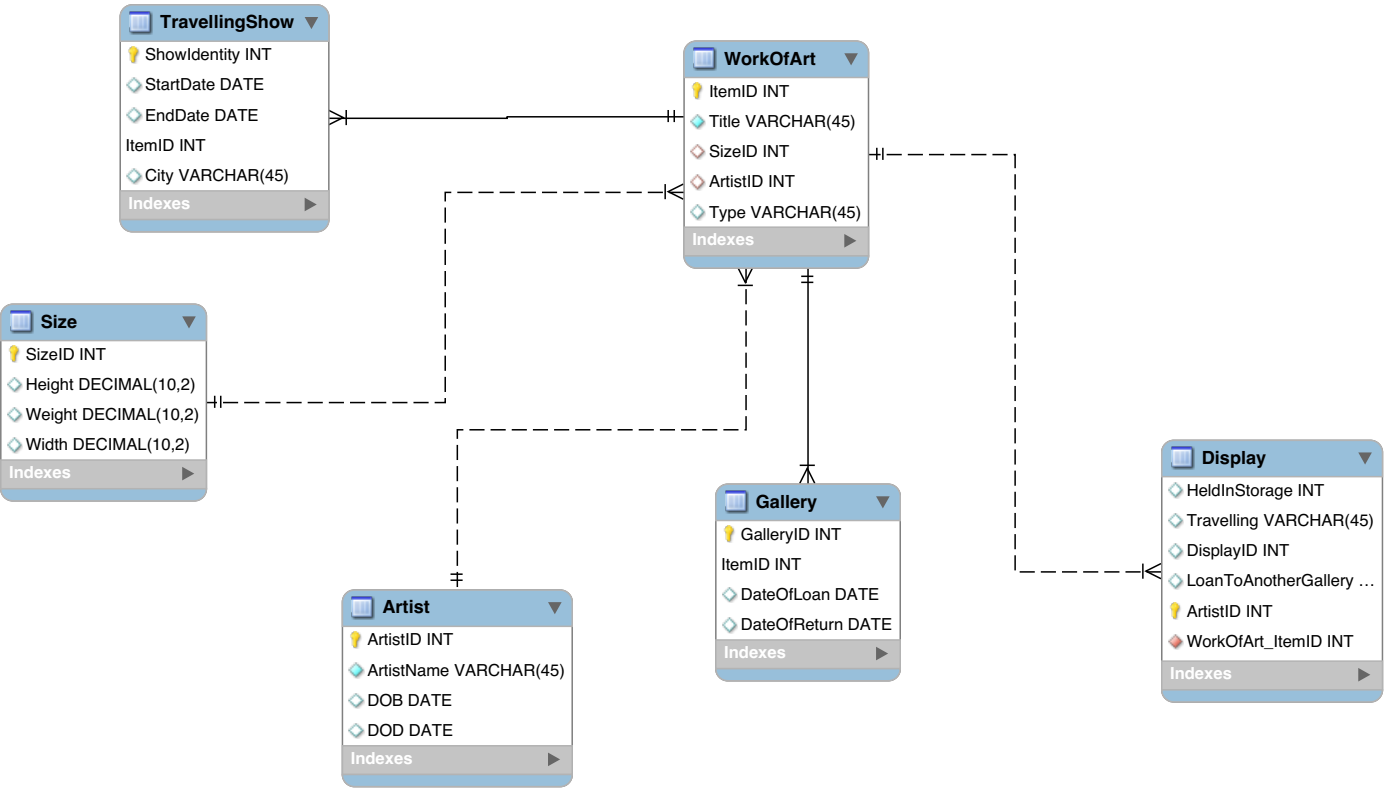 TravellingShow
ShowIdentity INT
StartDate DATE
EndDate DATE
ItemID INT
City VARCHAR(45)
Indexes
WorkOfArt
ItemID INT
Title VARCHAR(45)
SizeID INT
ArtistID INT
Type VARCHAR(45)
Indexes
Size
SizeID INT
Height DECIMAL(10,2)
Weight DECIMAL(10,2)
Width DECIMAL(10,2)
Indexes
Artist
ArtistID INT
ArtistName VARCHAR(45)
DOB DATE
DOD DATE
Indexes
Gallery
GalleryID INT
ItemID INT
DateOfLoan DATE
DateOfReturn DATE
Indexes
Display
HeldInStorage INT
Travelling VARCHAR(45)
DisplayID INT
LoanToAnotherGallery …
ArtistID INT
WorkOfArt_ItemID INT
Indexes